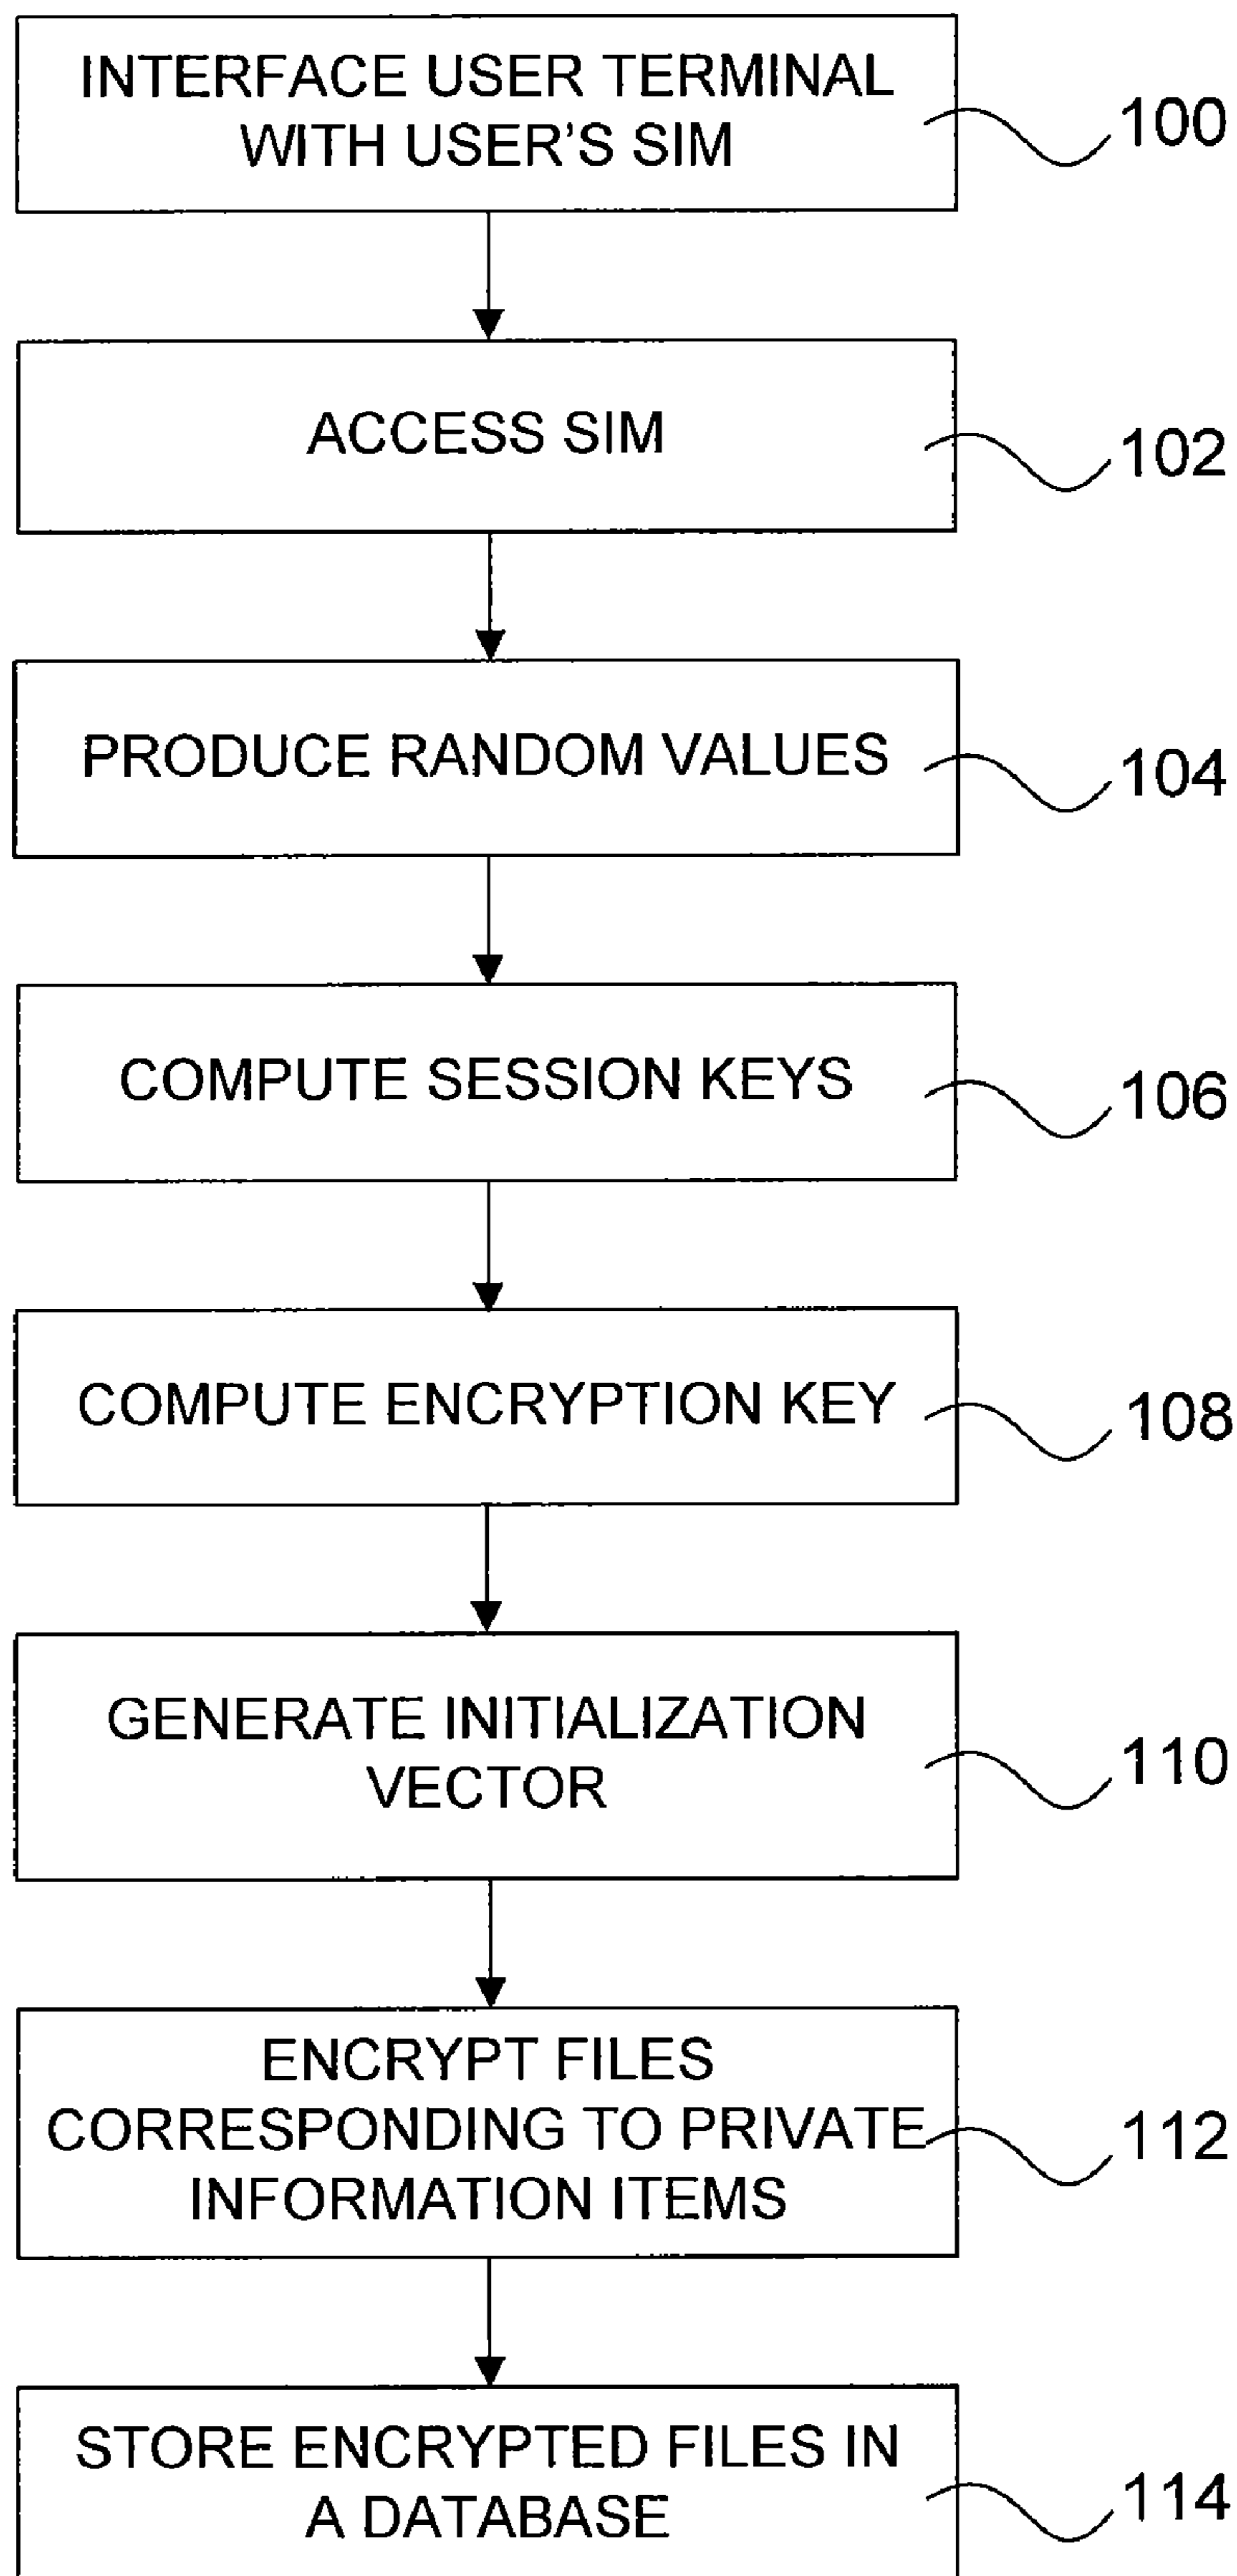 INTERFACE USER TERMINAL
WITH USER'S SIM
100
ACCESS SIM
102
PRODUCE RANDOM VALUES
104
COMPUTE SESSION KEYS
106
COMPUTE ENCRYPTION KEY
108
GENERATE INITIALIZATION
VECTOR
110
ENCRYPT FILES
CORRESPONDING TO PRIVATE
INFORMATION ITEMS
112
STORE ENCRYPTED FILES IN
A DATABASE
114